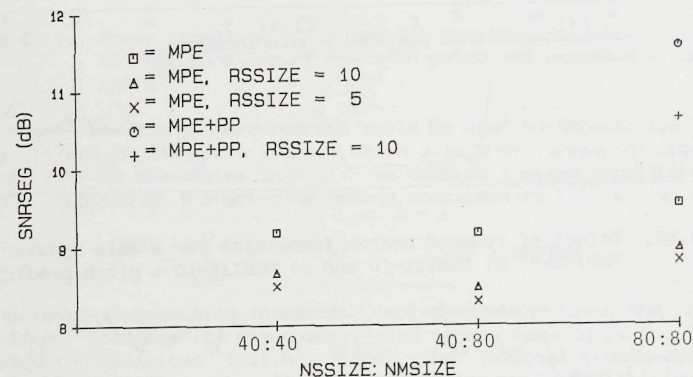 12
11
10
9
8
SNRSEG (dB)
□ = MPE
△ = MPE, RSSIZE = 10
× = MPE, RSSIZE = 5
○ = MPE+PP
+ = MPE+PP, RSSIZE = 10
40:40
40:80
80:80
NSSIZE: NMSIZE